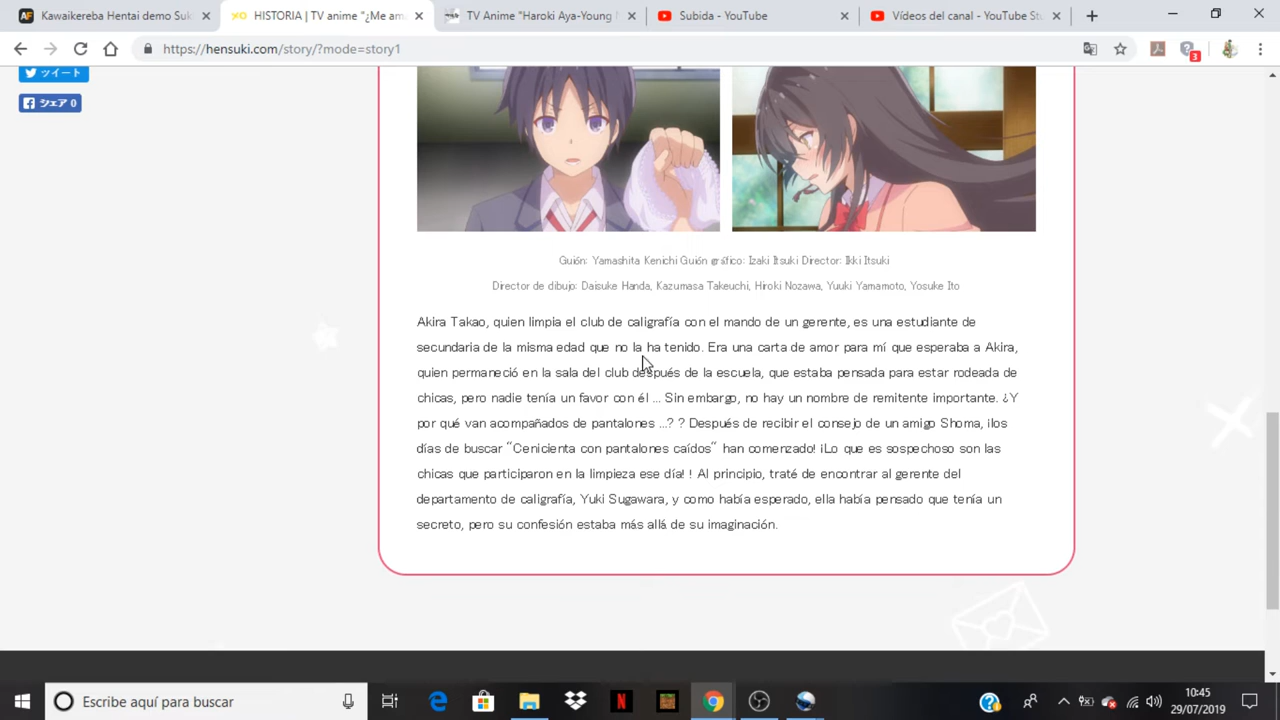 Kawaikereba Hentai demo Suk
HISTORIA | TV anime "¿Me ama
TV Anime "Haroki Aya-Young
Subida - YouTube
Vídeos del canal - YouTube Stu
https://hensuki.com/story/?mode=story1
3
ツイート
シェア 0
Guión: Yamashita Kenichi Guión gráfico: Izaki Itsuki Director: Ikki Itsuki
Director de dibujo: Daisuke Handa, Kazumasa Takeuchi, Hiroki Nozawa, Yuuki Yamamoto, Yosuke Ito
Akira Takao, quien limpia el club de caligrafía con el mando de un gerente, es una estudiante de
secundaria de la misma edad que no la ha tenido. Era una carta de amor para mí que esperaba a Akira,
quien permaneció en la sala del club después de la escuela, que estaba pensada para estar rodeada de
chicas, pero nadie tenía un favor con él ... Sin embargo, no hay un nombre de remitente importante. ¿Y
por qué van acompañados de pantalones ...? ? Después de recibir el consejo de un amigo Shoma, ¡los
días de buscar "Cenicienta con pantalones caídos" han comenzado! ¡Lo que es sospechoso son las
chicas que participaron en la limpieza ese día! ! Al principio, traté de encontrar al gerente del
departamento de caligrafía, Yuki Sugawara, y como había esperado, ella había pensado que tenía un
secreto, pero su confesión estaba más allá de su imaginación.
Escribe aquí para buscar
10:45
29/07/2019